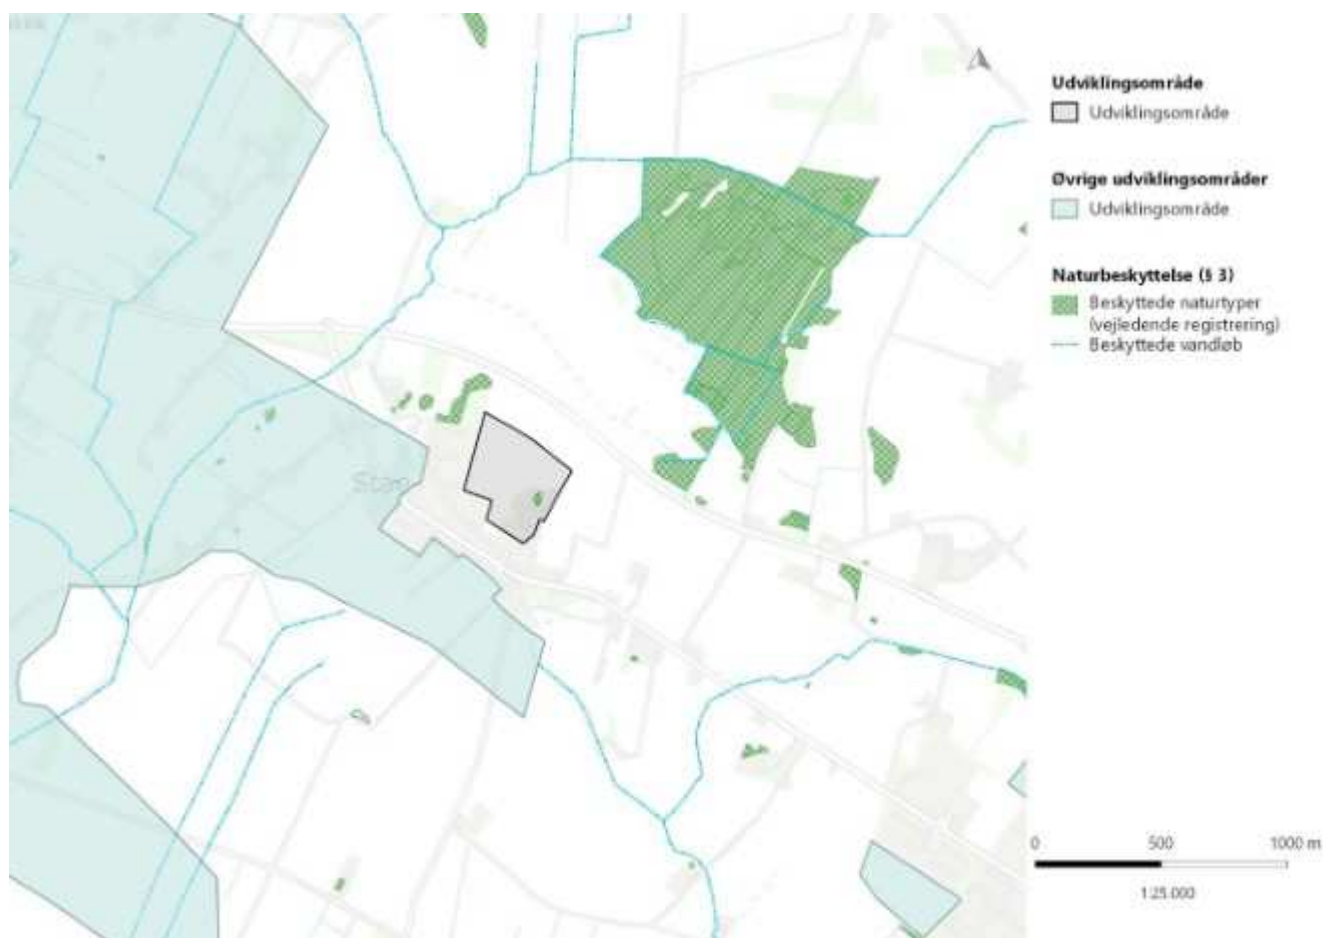 Udviklingsområde
Udviklingsområde
Øvrige udviklingsområder
Udviklingsområde
Naturbeskyttelse (§ 3)
Beskyttede naturtyper
(vejledende registrering)
Beskyttede vandløb
0 500 1000 m
1:25.000